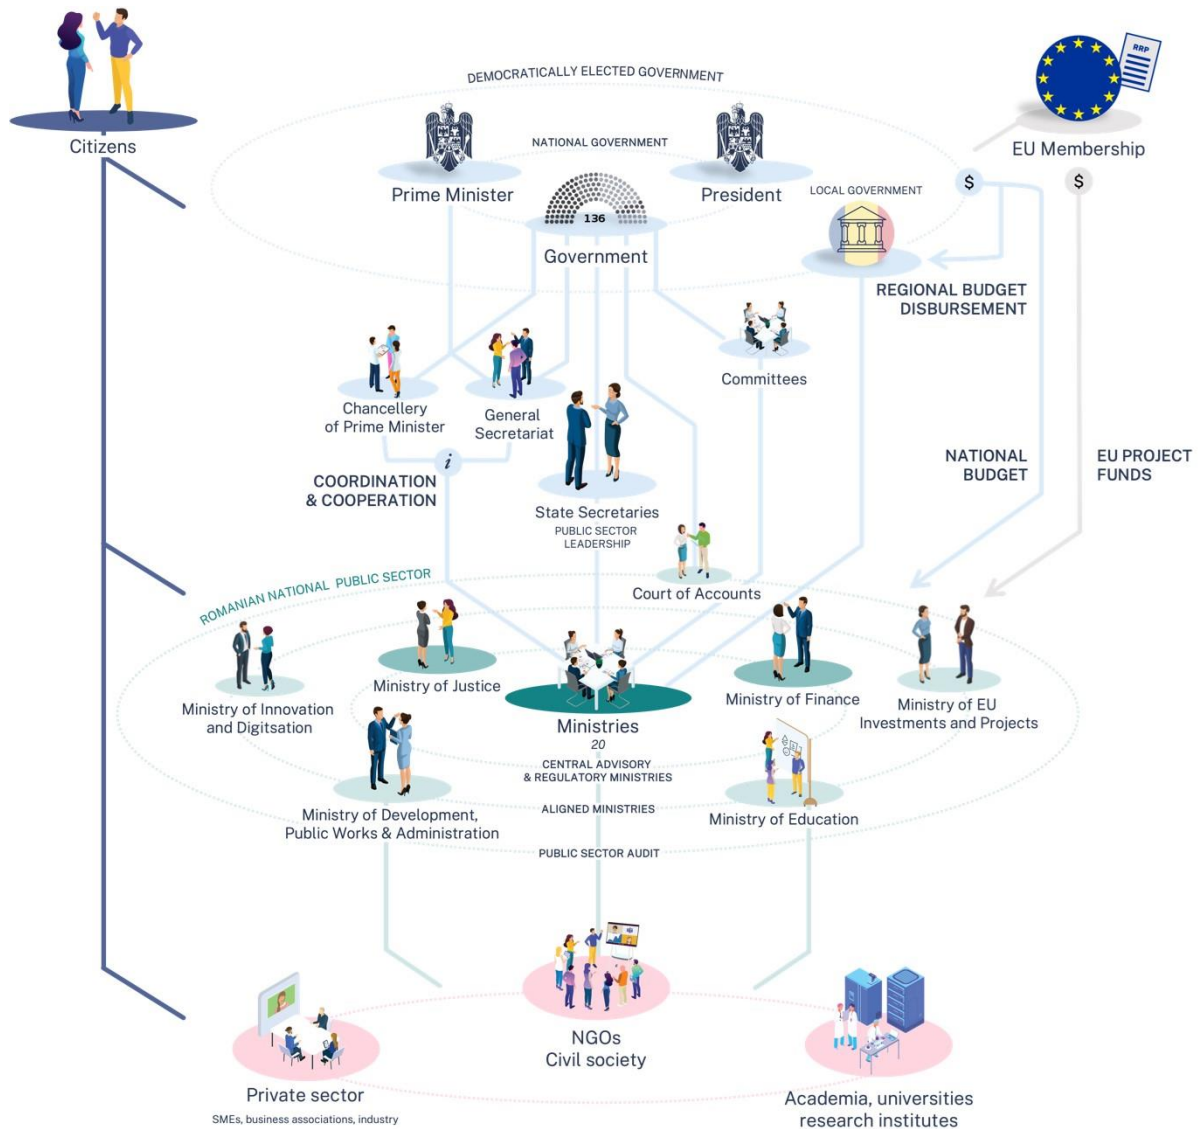 RRP
DEMOCRATICALLY ELECTED GOVERNMENT
Citizens
NATIONAL GOVERNMENT
EU Membership
Prime Minister
President
LOCAL GOVERNMENT
$
$
136
Government
REGIONAL BUDGET
DISBURSEMENT
Committees
Chancellery
of Prime Minister
General
Secretariat
i
COORDINATION
& COOPERATION
NATIONAL
BUDGET
EU PROJECT
FUNDS
State Secretaries
PUBLIC SECTOR
LEADERSHIP
Court of Accounts
ROMANIAN NATIONAL PUBLIC SECTOR
Ministry of Justice
Ministry of Finance
Ministry of Innovation
and Digitsation
Ministry of EU
Investments and Projects
Ministries
20
CENTRAL ADVISORY
& REGULATORY MINISTRIES
ALIGNED MINISTRIES
Ministry of Development,
Public Works & Administration
Ministry of Education
PUBLIC SECTOR AUDIT
NGOs
Civil society
Private sector
SMEs, business associations, industry
Academia, universities
research institutes